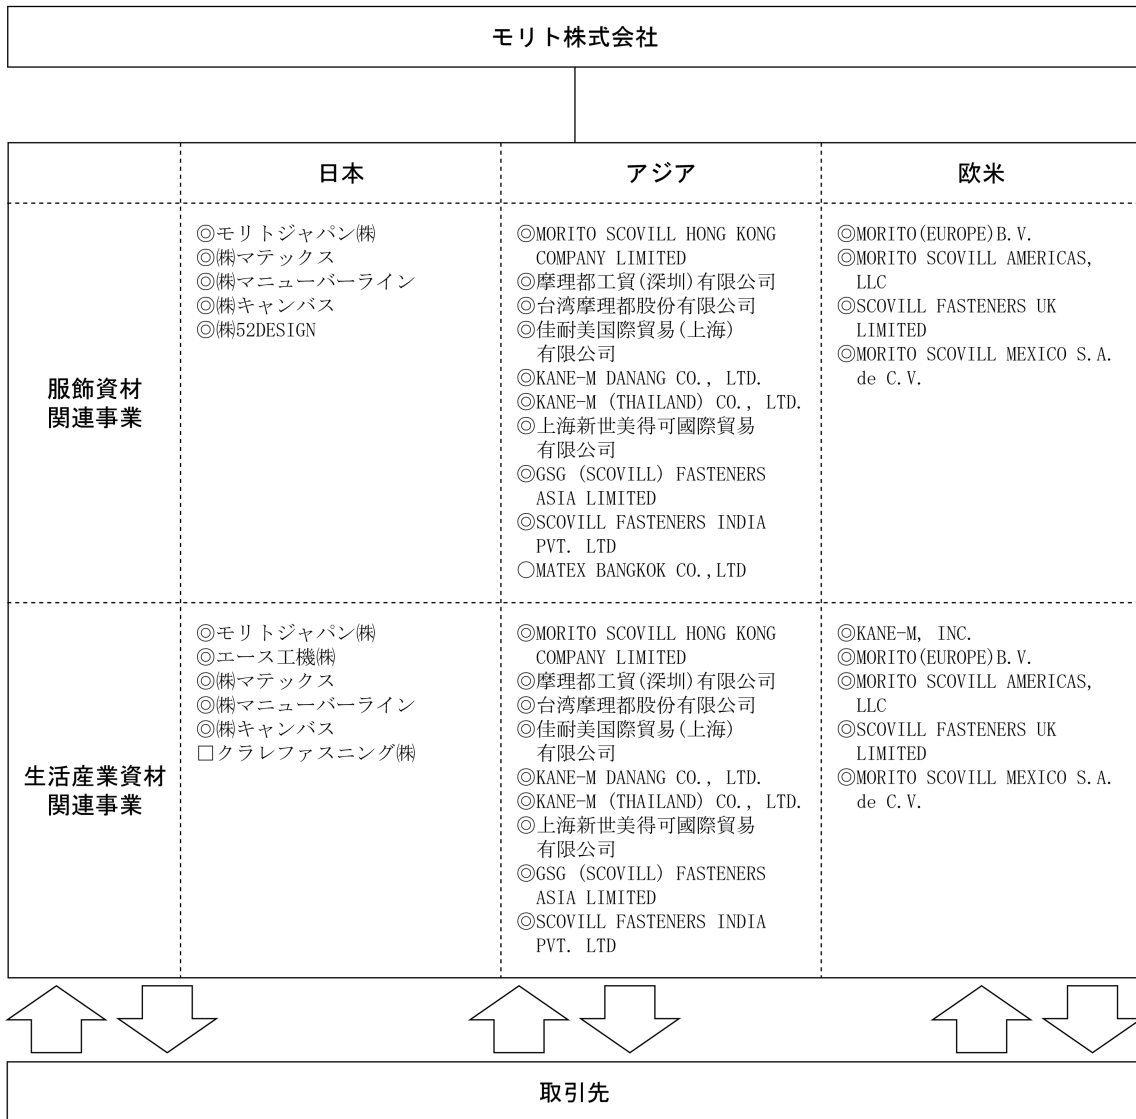 モリト株式会社
日本
アジア
欧米
服飾資材
関連事業
◎モリトジャパン㈱
◎㈱マテックス
◎㈱マニューバーライン
◎㈱キャンバス
◎㈱52DESIGN
◎MORITO SCOVILL HONG KONG
COMPANY LIMITED
◎摩理都工貿(深圳)有限公司
◎台湾摩理都股份有限公司
◎佳耐美国際貿易(上海)
有限公司
◎KANE-M DANANG CO., LTD.
◎KANE-M (THAILAND) CO., LTD.
◎上海新世美得可國際貿易
有限公司
◎GSG (SCOVILL) FASTENERS
ASIA LIMITED
◎SCOVILL FASTENERS INDIA
PVT. LTD
○MATEX BANGKOK CO.,LTD
◎MORITO(EUROPE)B.V.
◎MORITO SCOVILL AMERICAS,
LLC
◎SCOVILL FASTENERS UK
LIMITED
◎MORITO SCOVILL MEXICO S.A.
de C.V.
生活産業資材
関連事業
◎モリトジャパン㈱
◎エース工機㈱
◎㈱マテックス
◎㈱マニューバーライン
◎㈱キャンバス
□クラレファスニング㈱
◎MORITO SCOVILL HONG KONG
COMPANY LIMITED
◎摩理都工貿(深圳)有限公司
◎台湾摩理都股份有限公司
◎佳耐美国際貿易(上海)
有限公司
◎KANE-M DANANG CO., LTD.
◎KANE-M (THAILAND) CO., LTD.
◎上海新世美得可國際貿易
有限公司
◎GSG (SCOVILL) FASTENERS
ASIA LIMITED
◎SCOVILL FASTENERS INDIA
PVT. LTD
◎KANE-M, INC.
◎MORITO(EUROPE)B.V.
◎MORITO SCOVILL AMERICAS,
LLC
◎SCOVILL FASTENERS UK
LIMITED
◎MORITO SCOVILL MEXICO S.A.
de C.V.
取引先